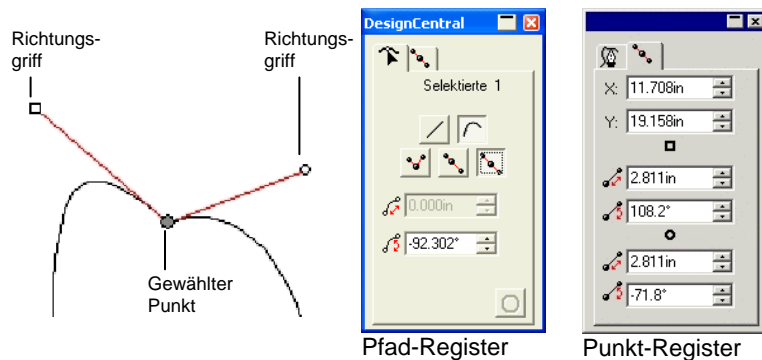 Richtungs-
griff
Richtungs-
griff
Gewählter
Punkt
DesignCentral
Selektierte 1
0.000in
-92.302°
Pfad-Register
X: 11.708in
Y: 19.158in
2.811in
108.2°
2.811in
-71.8°
Punkt-Register